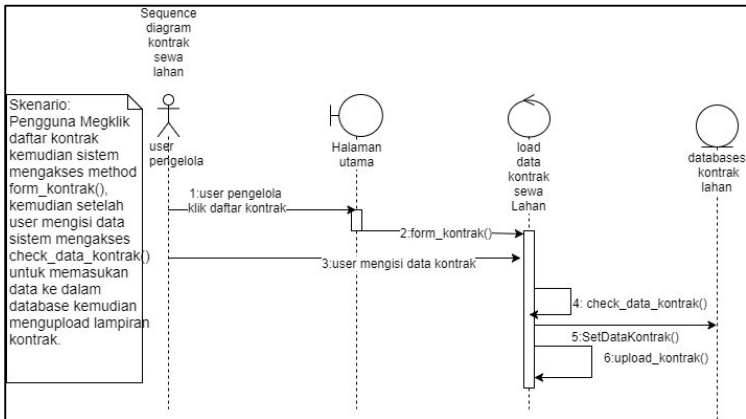 Sequence
diagram
kontrak
sewa
lahan
Skenario:
Pengguna Megklik
daftar kontrak
kemudian sistem
mengakses method
form_kontrak(),
kemudian setelah
user mengisi data
sistem mengakses
check_data_kontrak()
untuk memasukan
data ke dalam
database kemudian
mengupload lampiran
kontrak.
user
pengelola
Halaman
utama
load
data
kontrak
sewa
Lahan
databases
kontrak
lahan
1:user pengelola
klik daftar kontrak
2:form_kontrak()
3:user mengisi data kontrak
4: check_data_kontrak()
5:SetDataKontrak()
6:upload_kontrak()